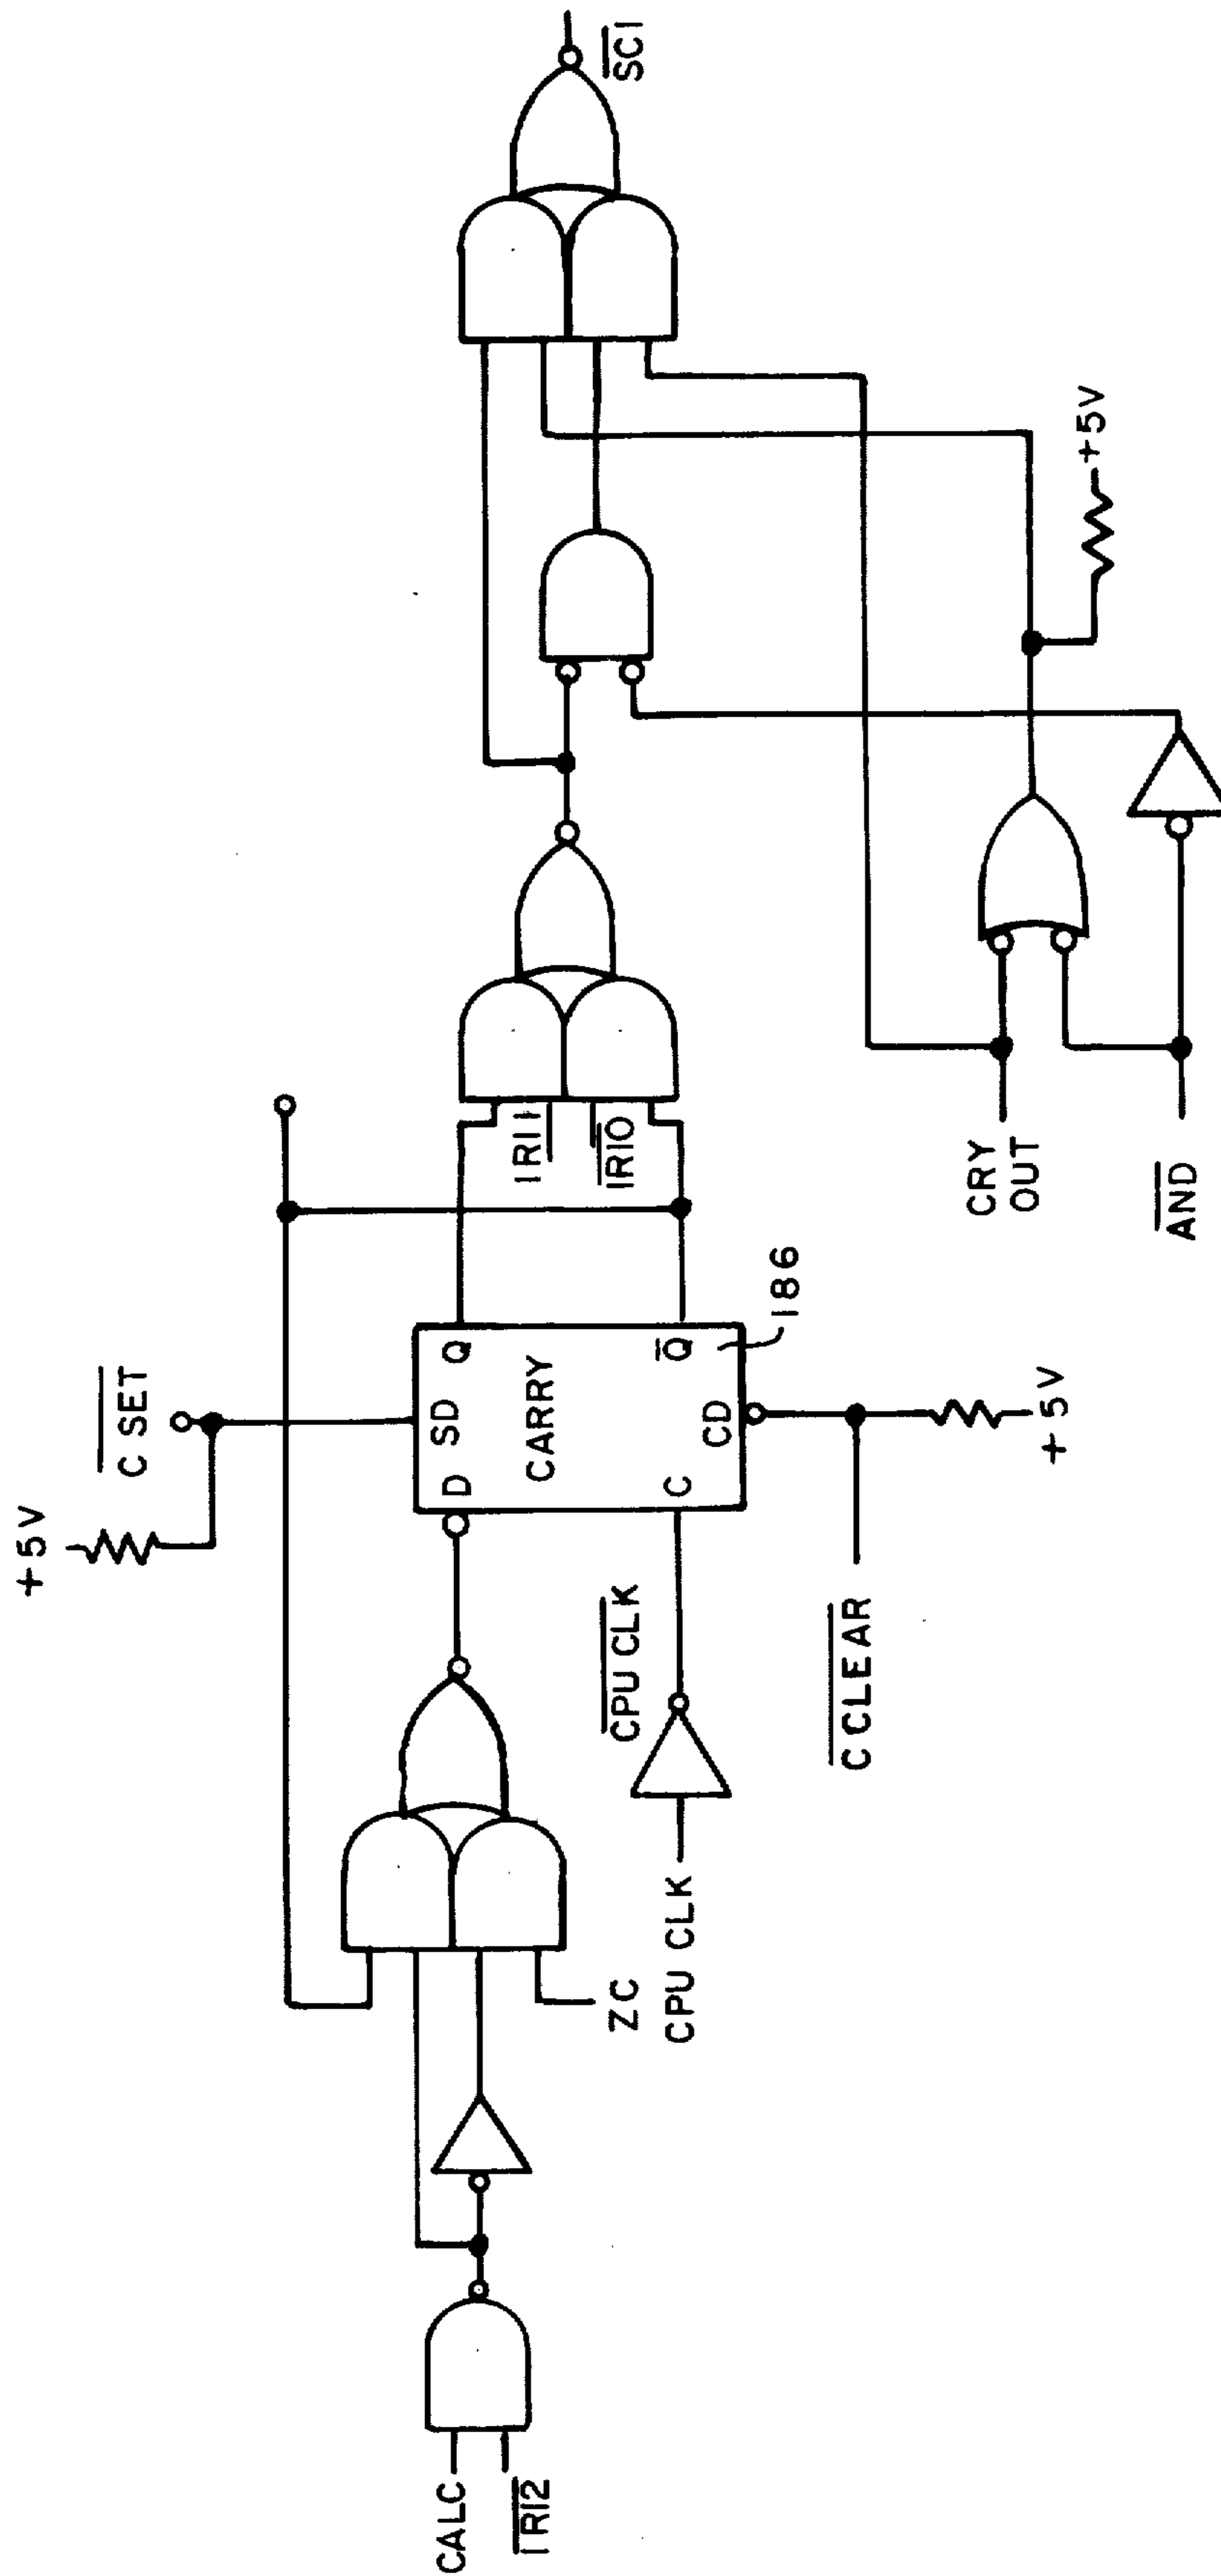 +5V
C SET
CALC
IR12
ZC
CPU CLK
CPU CLK
D
SD
Q
CARRY
C
CD
Q̅
186
IR11
IR10
SC1
C CLEAR
+5V
CRY
OUT
AND
+5V